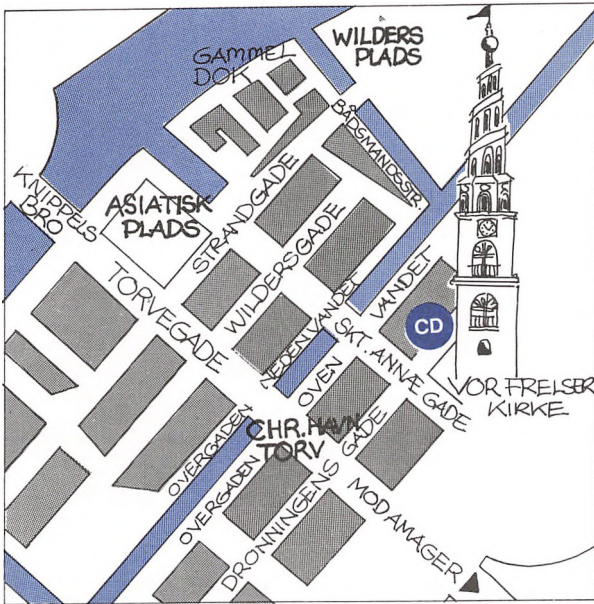 GAMMEL
DOK
WILDERS
PLADS
BÅDSMANDSSTR.
KNIPPELS
BRO
ASIATISK
PLADS
STRANDGADE
WILDERSGADE
TORVEGADE
NEDEN VANDET
OVEN
VANDET
SKT. ANNÆ GADE
CD
VOR FRELSER
KIRKE
OVERGADEN
OVERGADEN
CHR. HAVN
TORV
DRONNINGENS GADE
MOD AMAGER